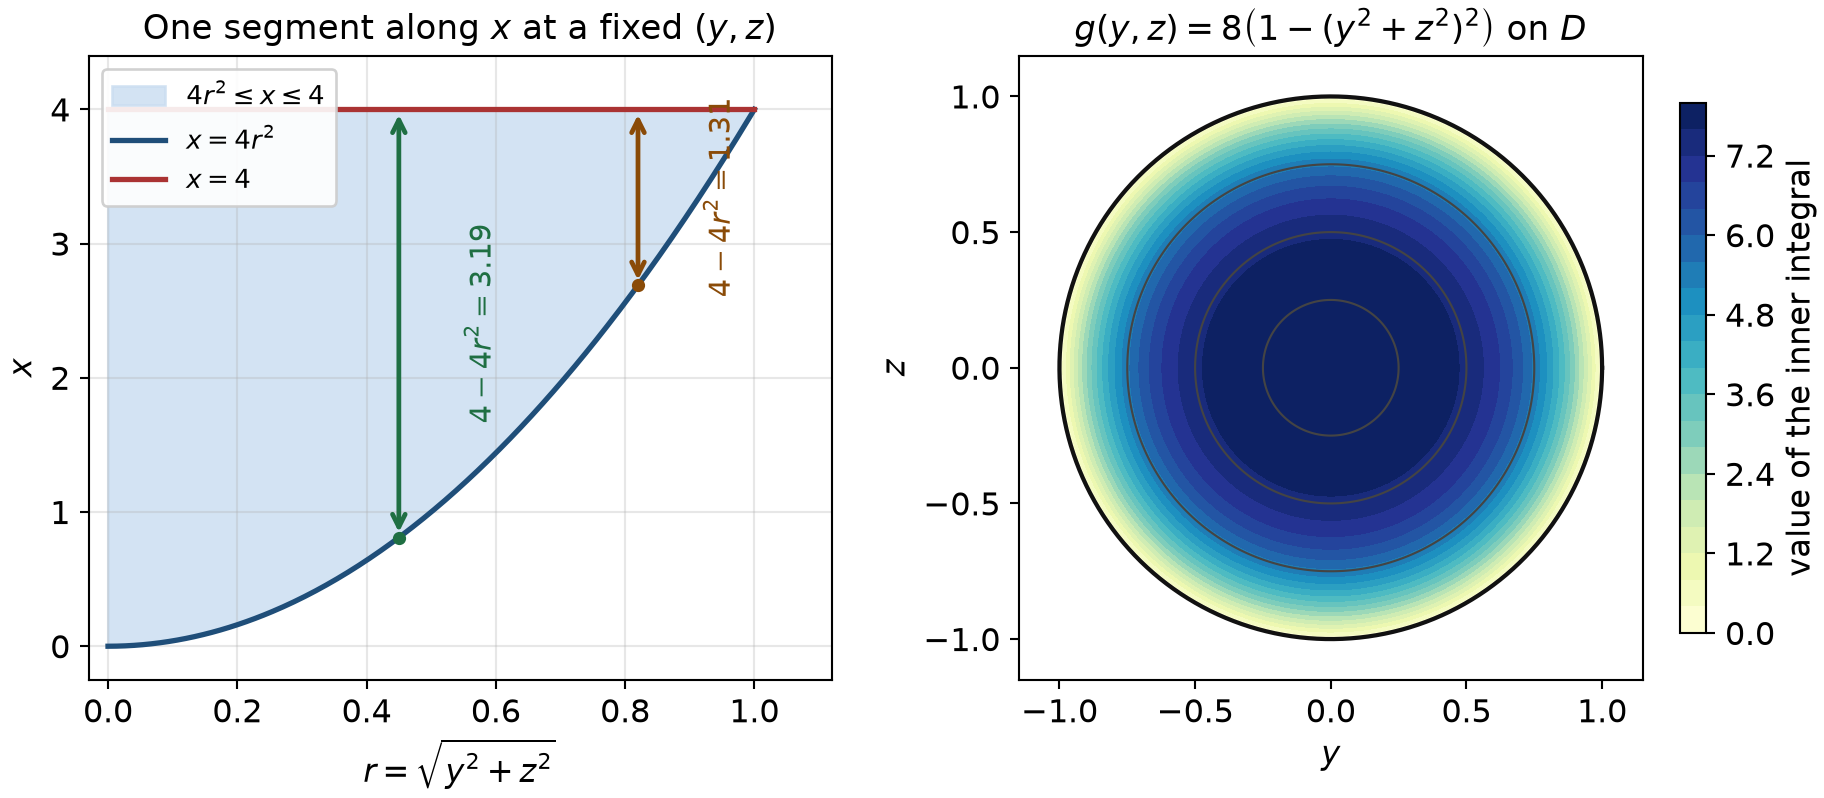 One segment along x at a fixed (y, z)
4r² ≤ x ≤ 4
x = 4r²
x = 4
4 − 4r² = 3.19
4 − 4r² = 1.31
x
4
3
2
1
0
0.0 0.2 0.4 0.6 0.8 1.0
r = √(y² + z²)
g(y, z) = 8(1 − (y² + z²)²) on D
z
1.0
0.5
0.0
−0.5
−1.0
−1.0 −0.5 0.0 0.5 1.0
y
7.2
6.0
4.8
3.6
2.4
1.2
0.0
value of the inner integral